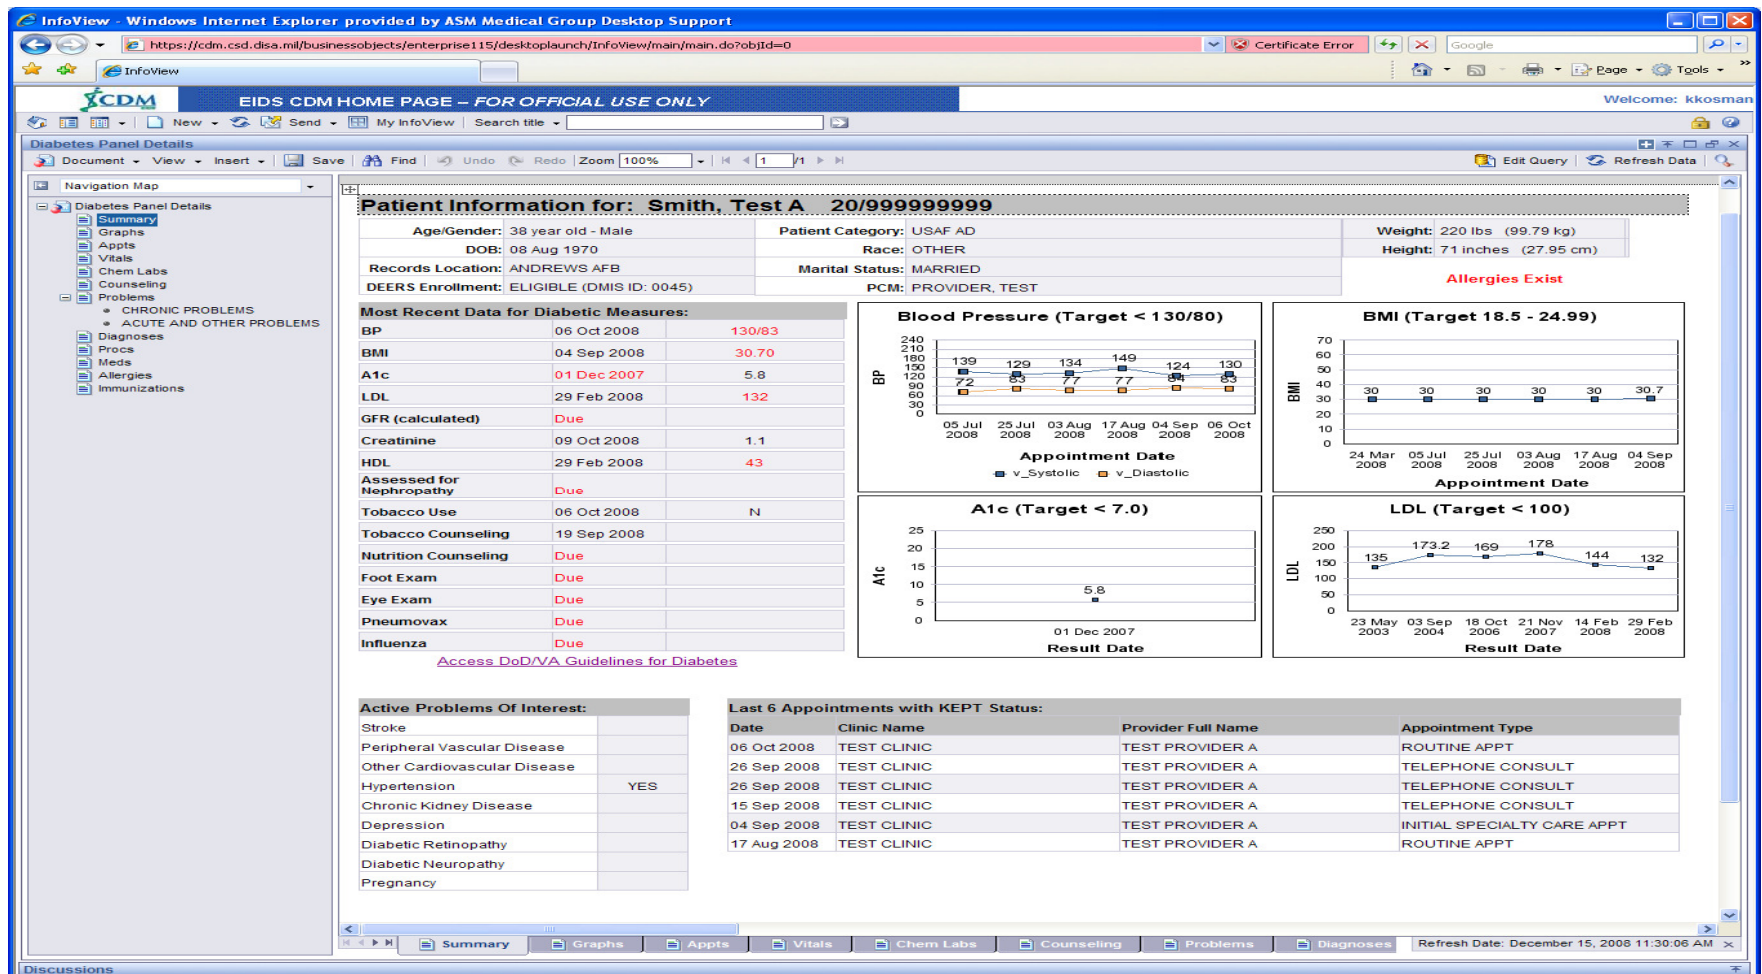 InfoView - Windows Internet Explorer provided by ASM Medical Group Desktop Support
https://cdm.csd.disa.mil/businessobjects/enterprise115/desktoplaunch/InfoView/main/main.do?objId=0 Certificate Error Google
InfoView Page Tools »
CDM EIDS CDM HOME PAGE – FOR OFFICIAL USE ONLY Welcome: kkosman
New Send My InfoView Search title
Diabetes Panel Details
Document View Insert Save Find Undo Redo Zoom 100% 1 /1 Edit Query Refresh Data
Navigation Map
Diabetes Panel Details
Summary
Graphs
Appts
Vitals
Chem Labs
Counseling
Problems
CHRONIC PROBLEMS
ACUTE AND OTHER PROBLEMS
Diagnoses
Procs
Meds
Allergies
Immunizations
Patient Information for: Smith, Test A 20/999999999
Age/Gender: 38 year old - Male Patient Category: USAF AD Weight: 220 lbs (99.79 kg)
DOB: 08 Aug 1970 Race: OTHER Height: 71 inches (27.95 cm)
Records Location: ANDREWS AFB Marital Status: MARRIED
DEERS Enrollment: ELIGIBLE (DMIS ID: 0045) PCM: PROVIDER, TEST
Allergies Exist
Most Recent Data for Diabetic Measures:
BP 06 Oct 2008 130/83
BMI 04 Sep 2008 30.70
A1c 01 Dec 2007 5.8
LDL 29 Feb 2008 132
GFR (calculated) Due
Creatinine 09 Oct 2008 1.1
HDL 29 Feb 2008 43
Assessed for
Nephropathy Due
Tobacco Use 06 Oct 2008 N
Tobacco Counseling 19 Sep 2008
Nutrition Counseling Due
Foot Exam Due
Eye Exam Due
Pneumovax Due
Influenza Due
Access DoD/VA Guidelines for Diabetes
Blood Pressure (Target < 130/80)
BP
240
210
180
150
120
90
60
30
0
139 129 134 149 124 130
72 83 77 77 84 83
05 Jul 25 Jul 03 Aug 17 Aug 04 Sep 06 Oct
2008 2008 2008 2008 2008 2008
Appointment Date
v_Systolic v_Diastolic
BMI (Target 18.5 - 24.99)
BMI
70
60
50
40
30
20
10
0
30 30 30 30 30 30.7
24 Mar 05 Jul 25 Jul 03 Aug 17 Aug 04 Sep
2008 2008 2008 2008 2008 2008
Appointment Date
A1c (Target < 7.0)
A1c
25
20
15
10
5
0
5.8
01 Dec 2007
Result Date
LDL (Target < 100)
LDL
250
200
150
100
50
0
135 173.2 169 178 144 132
23 May 03 Sep 18 Oct 21 Nov 14 Feb 29 Feb
2003 2004 2006 2007 2008 2008
Result Date
Active Problems Of Interest:
Stroke
Peripheral Vascular Disease
Other Cardiovascular Disease
Hypertension YES
Chronic Kidney Disease
Depression
Diabetic Retinopathy
Diabetic Neuropathy
Pregnancy
Last 6 Appointments with KEPT Status:
Date Clinic Name Provider Full Name Appointment Type
06 Oct 2008 TEST CLINIC TEST PROVIDER A ROUTINE APPT
26 Sep 2008 TEST CLINIC TEST PROVIDER A TELEPHONE CONSULT
26 Sep 2008 TEST CLINIC TEST PROVIDER A TELEPHONE CONSULT
15 Sep 2008 TEST CLINIC TEST PROVIDER A TELEPHONE CONSULT
04 Sep 2008 TEST CLINIC TEST PROVIDER A INITIAL SPECIALTY CARE APPT
17 Aug 2008 TEST CLINIC TEST PROVIDER A ROUTINE APPT
Summary Graphs Appts Vitals Chem Labs Counseling Problems Diagnoses Refresh Date: December 15, 2008 11:30:06 AM
Discussions